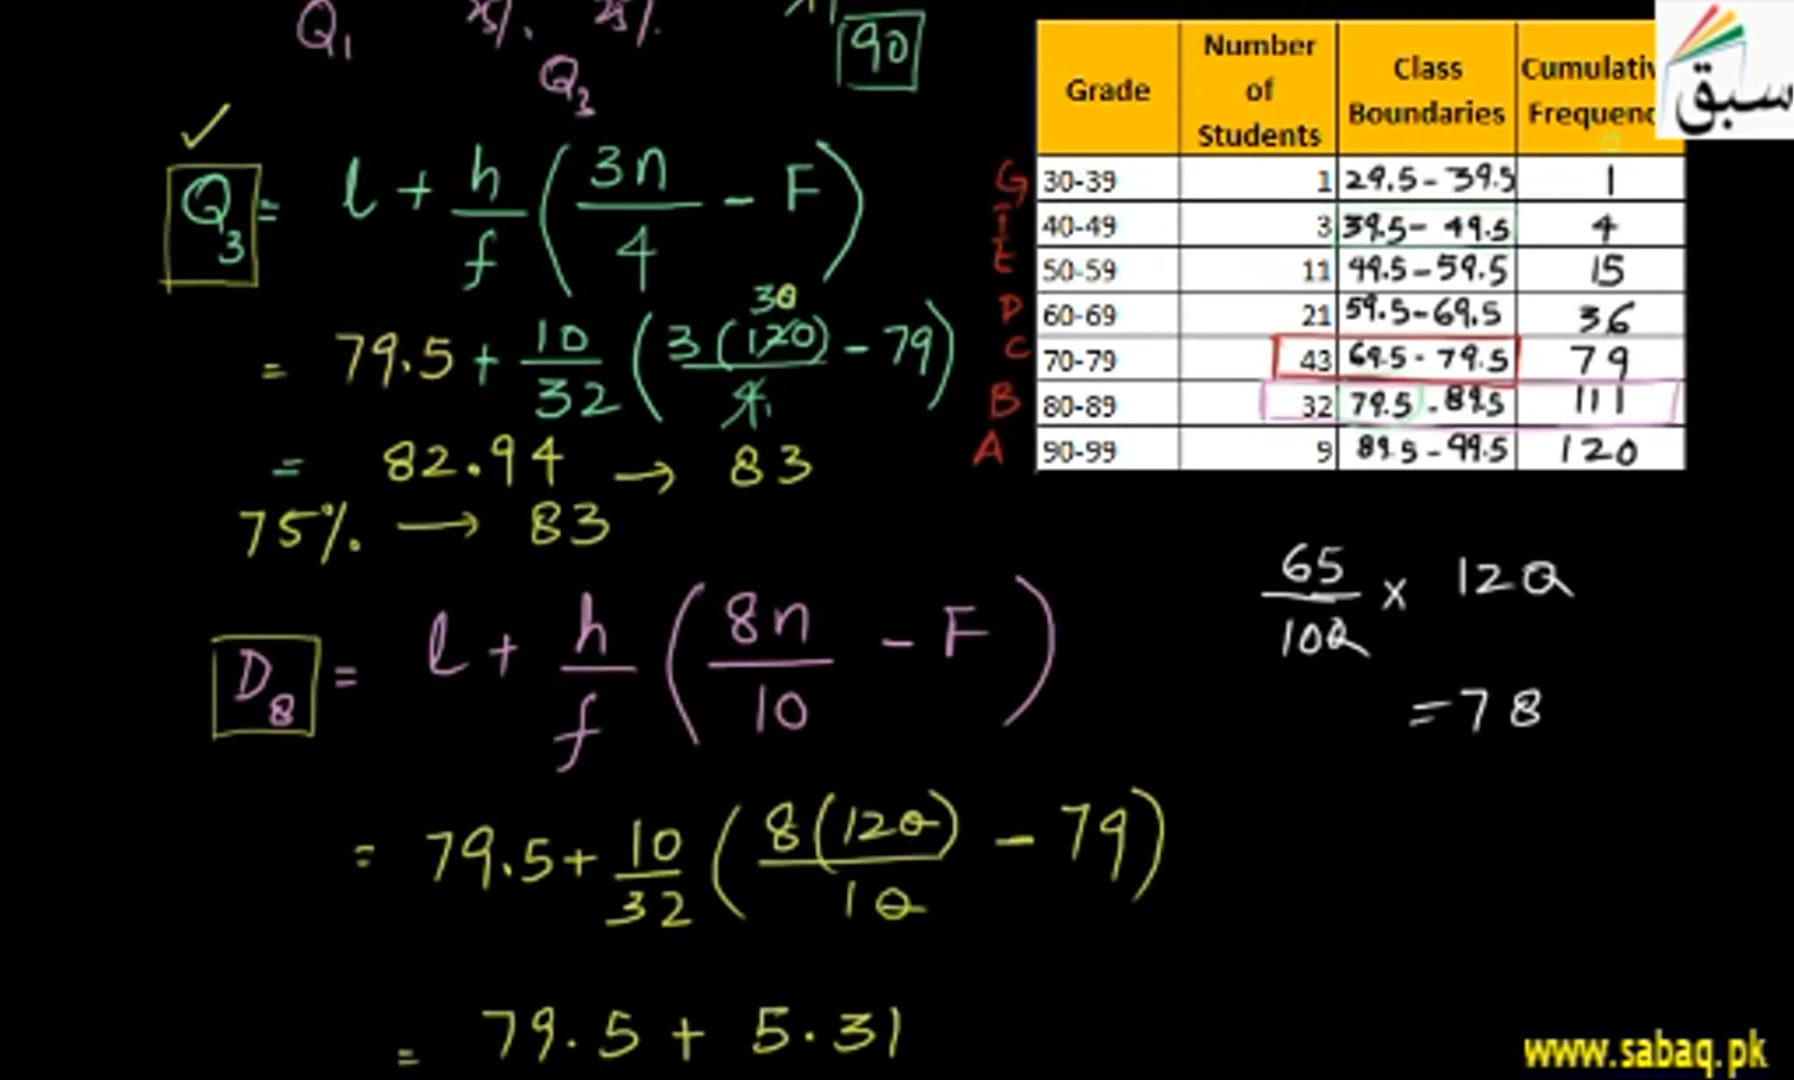 Q₁ 25%. 25%.
Q₃
90
✓
Q₃ = l + h/f ( 3n/4 - F )
30
= 79.5 + 10/32 ( 3(120)/4 - 79 )
= 82.94 → 83
75% → 83
D₈ = l + h/f ( 8n/10 - F )
= 79.5 + 10/32 ( 8(120)/10 - 79 )
= 79.5 + 5.31
Grade Number of Students Class Boundaries Cumulativ Frequenc
G 30-39 1 29.5 - 39.5 1
40-49 3 39.5 - 49.5 4
E 50-59 11 49.5 - 59.5 15
D 60-69 21 59.5 - 69.5 36
C 70-79 43 69.5 - 79.5 79
B 80-89 32 79.5 - 89.5 111
A 90-99 9 89.5 - 99.5 120
65/100 × 120
= 78
سبق
www.sabaq.pk